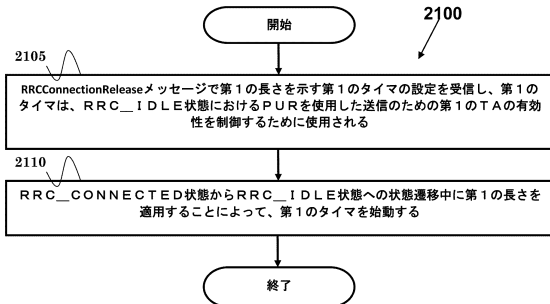 開始
2100
2105
RRCConnectionReleaseメッセージで第１の長さを示す第１のタイマの設定を受信し、第１の
タイマは、ＲＲＣ＿ＩＤＬＥ状態におけるＰＵＲを使用した送信のための第１のＴＡの有効
性を制御するために使用される
2110
ＲＲＣ＿ＣＯＮＮＥＣＴＥＤ状態からＲＲＣ＿ＩＤＬＥ状態への状態遷移中に第１の長さを
適用することによって、第１のタイマを始動する
終了